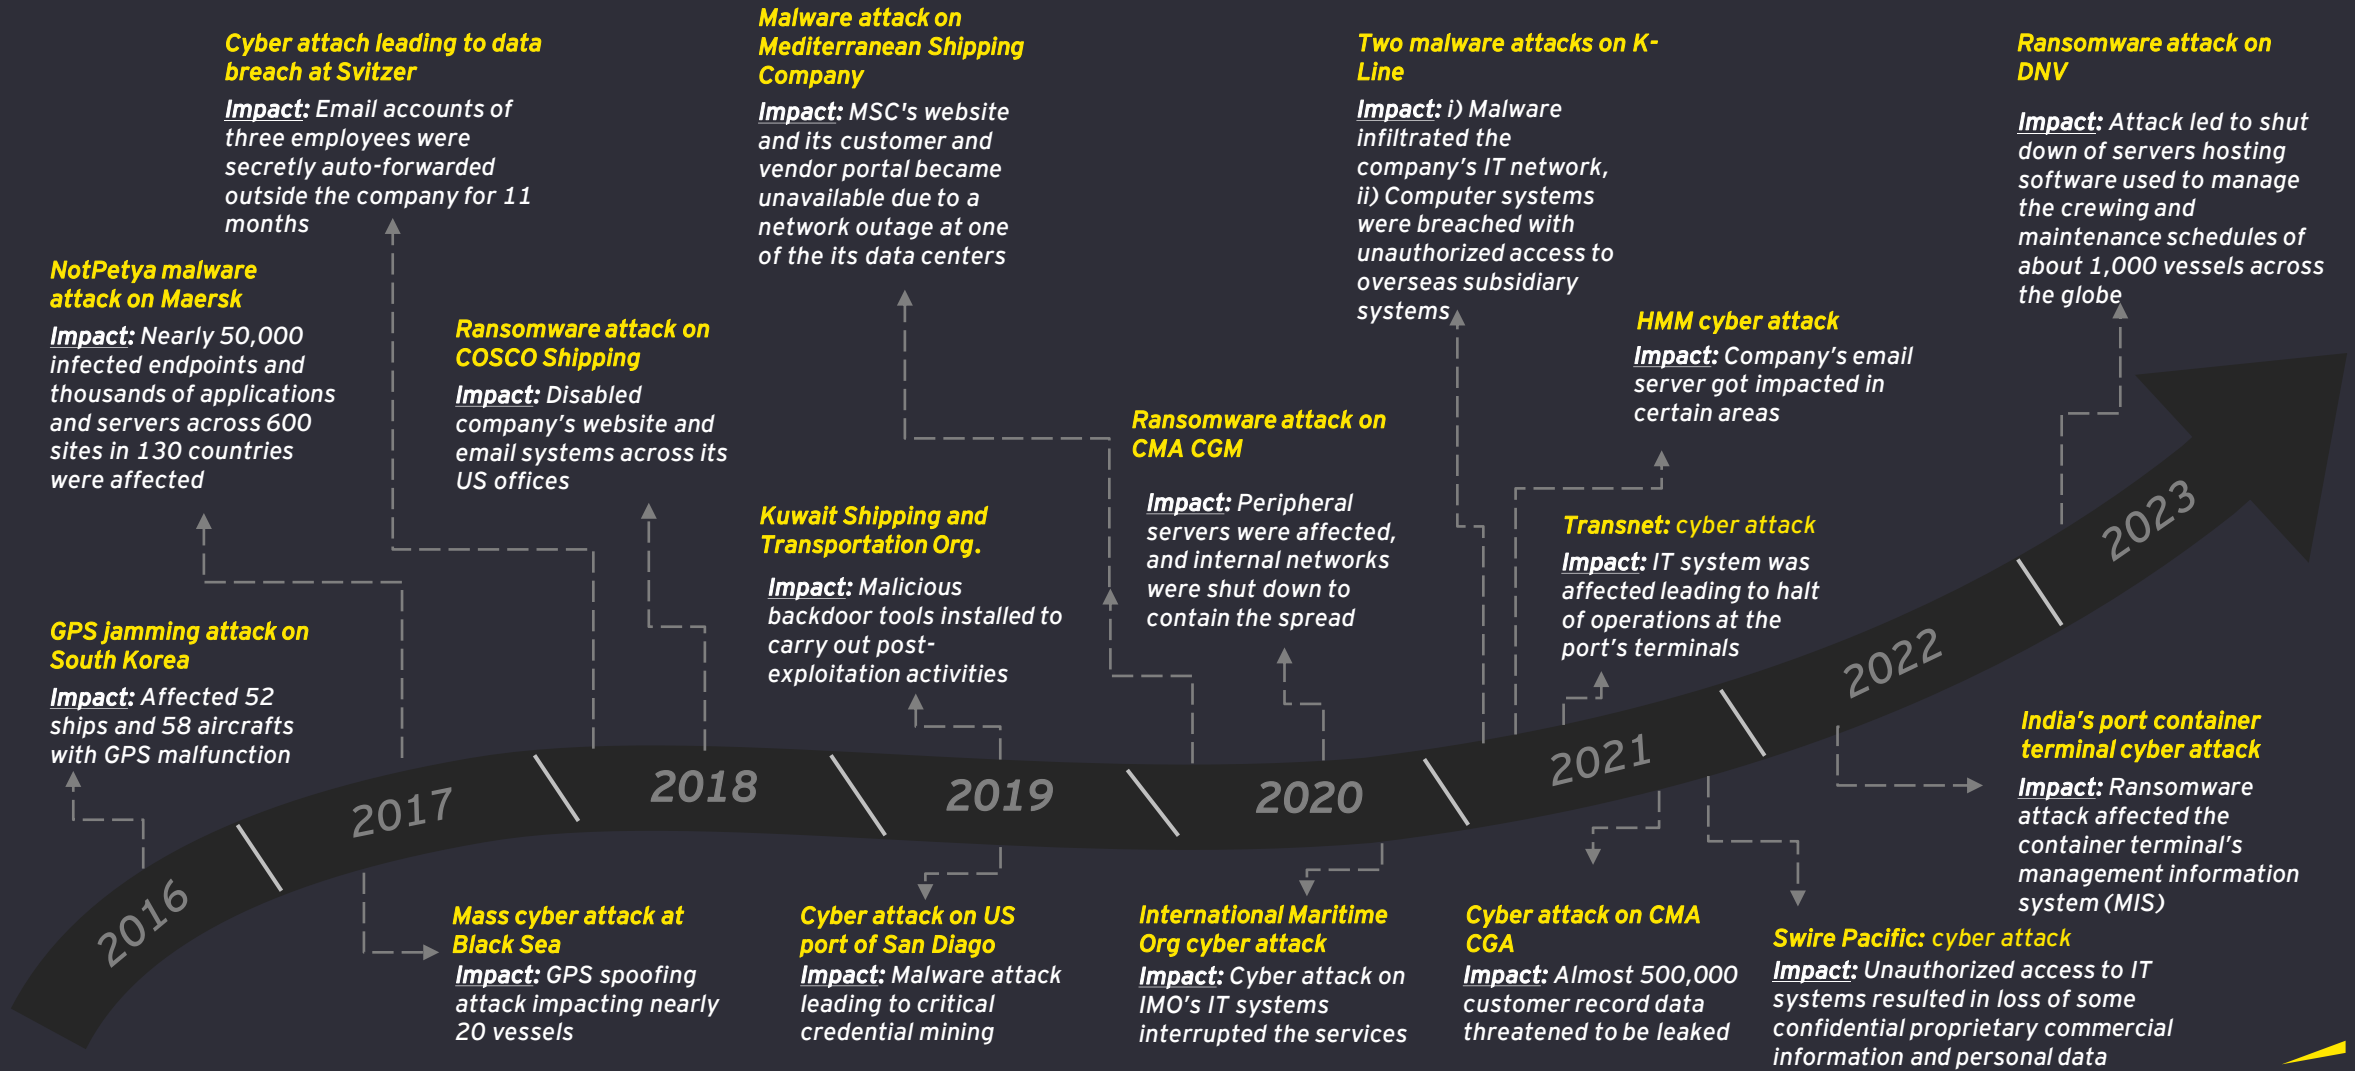 Cyber attach leading to data
breach at Svitzer
Impact: Email accounts of
three employees were
secretly auto-forwarded
outside the company for 11
months
Malware attack on
Mediterranean Shipping
Company
Impact: MSC's website
and its customer and
vendor portal became
unavailable due to a
network outage at one
of the its data centers
Two malware attacks on K-
Line
Impact: i) Malware
infiltrated the
company's IT network,
ii) Computer systems
were breached with
unauthorized access to
overseas subsidiary
systems
Ransomware attack on
DNV
Impact: Attack led to shut
down of servers hosting
software used to manage
the crewing and
maintenance schedules of
about 1,000 vessels across
the globe
NotPetya malware
attack on Maersk
Impact: Nearly 50,000
infected endpoints and
thousands of applications
and servers across 600
sites in 130 countries
were affected
Ransomware attack on
COSCO Shipping
Impact: Disabled
company's website and
email systems across its
US offices
HMM cyber attack
Impact: Company's email
server got impacted in
certain areas
Ransomware attack on
CMA CGM
Impact: Peripheral
servers were affected,
and internal networks
were shut down to
contain the spread
Kuwait Shipping and
Transportation Org.
Impact: Malicious
backdoor tools installed to
carry out post-
exploitation activities
Transnet: cyber attack
Impact: IT system was
affected leading to halt
of operations at the
port's terminals
GPS jamming attack on
South Korea
Impact: Affected 52
ships and 58 aircrafts
with GPS malfunction
2016
2017
2018
2019
2020
2021
2022
2023
India's port container
terminal cyber attack
Impact: Ransomware
attack affected the
container terminal's
management information
system (MIS)
Mass cyber attack at
Black Sea
Impact: GPS spoofing
attack impacting nearly
20 vessels
Cyber attack on US
port of San Diago
Impact: Malware attack
leading to critical
credential mining
International Maritime
Org cyber attack
Impact: Cyber attack on
IMO's IT systems
interrupted the services
Cyber attack on CMA
CGA
Impact: Almost 500,000
customer record data
threatened to be leaked
Swire Pacific: cyber attack
Impact: Unauthorized access to IT
systems resulted in loss of some
confidential proprietary commercial
information and personal data